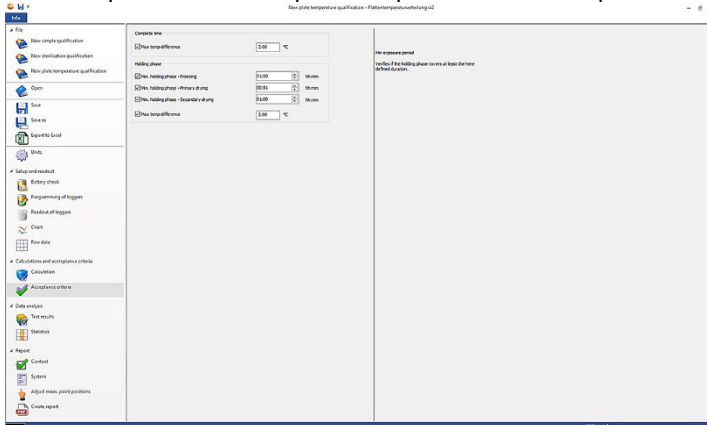 New plate temperature qualification - Plattentemperaturverteilung.vi2
Info
File
New simple qualification
New sterilisation qualification
New plate temperature qualification
Open
Save
Save as
Export to Excel
Units
Setup and readout
Battery check
Programming of loggers
Readout of loggers
Chart
Raw data
Calculations and acceptance criteria
Calculation
Acceptance criteria
Data analysis
Test results
Statistics
Report
Content
System
Adjust meas. point positions
Create report
Complete time
Max temp difference 2.00 °C
Holding phase
Min. holding phase - Freezing 01:00 hh:mm
Min. holding phase - Primary drying 00:01 hh:mm
Min. holding phase - Secondary drying 01:00 hh:mm
Max temp difference 2.00 °C
Min exposure period
Verifies if the holding phase covers at least the here
defined duration.